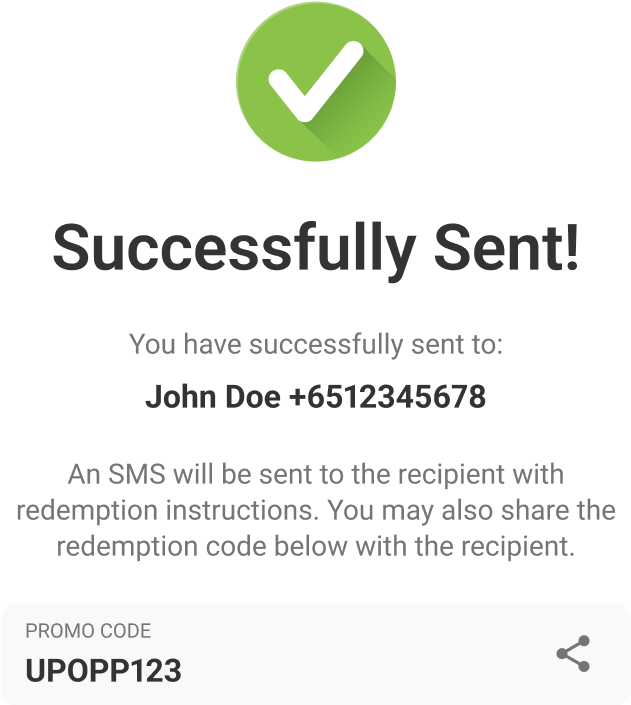 Successfully Sent!
You have successfully sent to:
John Doe +6512345678
An SMS will be sent to the recipient with
redemption instructions. You may also share the
redemption code below with the recipient.
PROMO CODE
UPOPP123